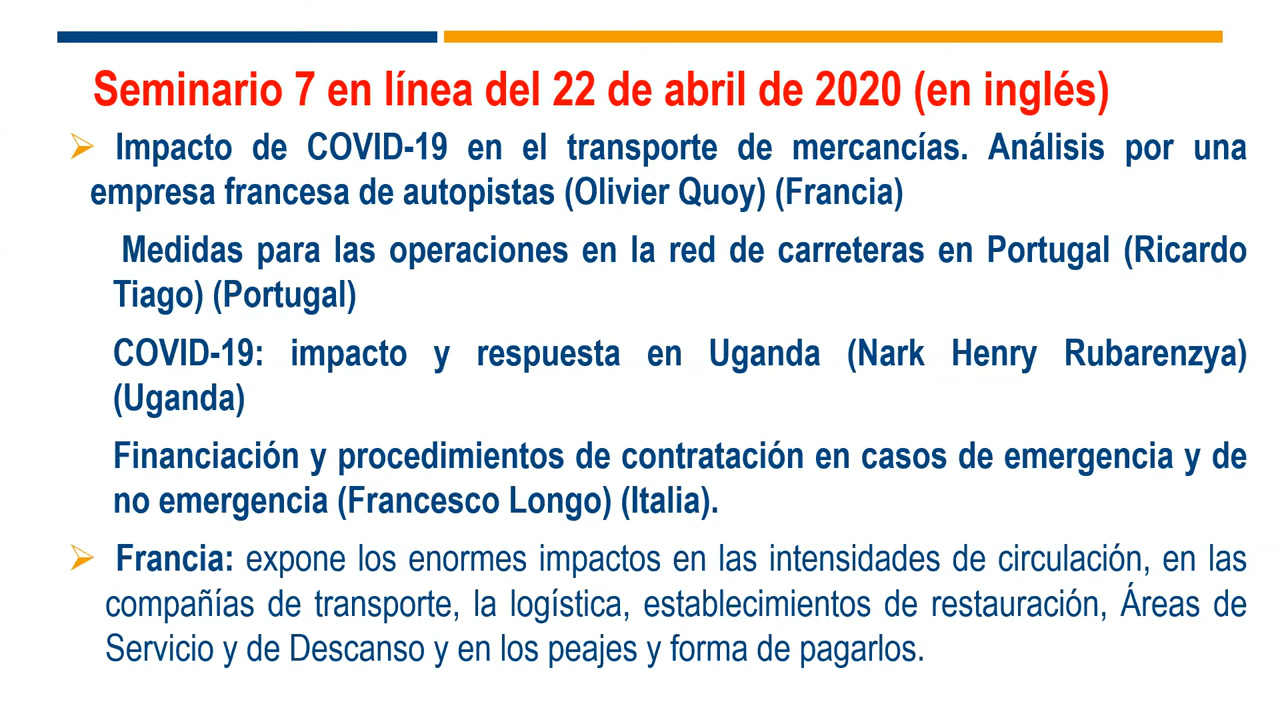 Seminario 7 en línea del 22 de abril de 2020 (en inglés)
Impacto de COVID-19 en el transporte de mercancías. Análisis por una
empresa francesa de autopistas (Olivier Quoy) (Francia)
Medidas para las operaciones en la red de carreteras en Portugal (Ricardo
Tiago) (Portugal)
COVID-19: impacto y respuesta en Uganda (Nark Henry Rubarenzya)
(Uganda)
Financiación y procedimientos de contratación en casos de emergencia y de
no emergencia (Francesco Longo) (Italia).
Francia: expone los enormes impactos en las intensidades de circulación, en las
compañías de transporte, la logística, establecimientos de restauración, Áreas de
Servicio y de Descanso y en los peajes y forma de pagarlos.